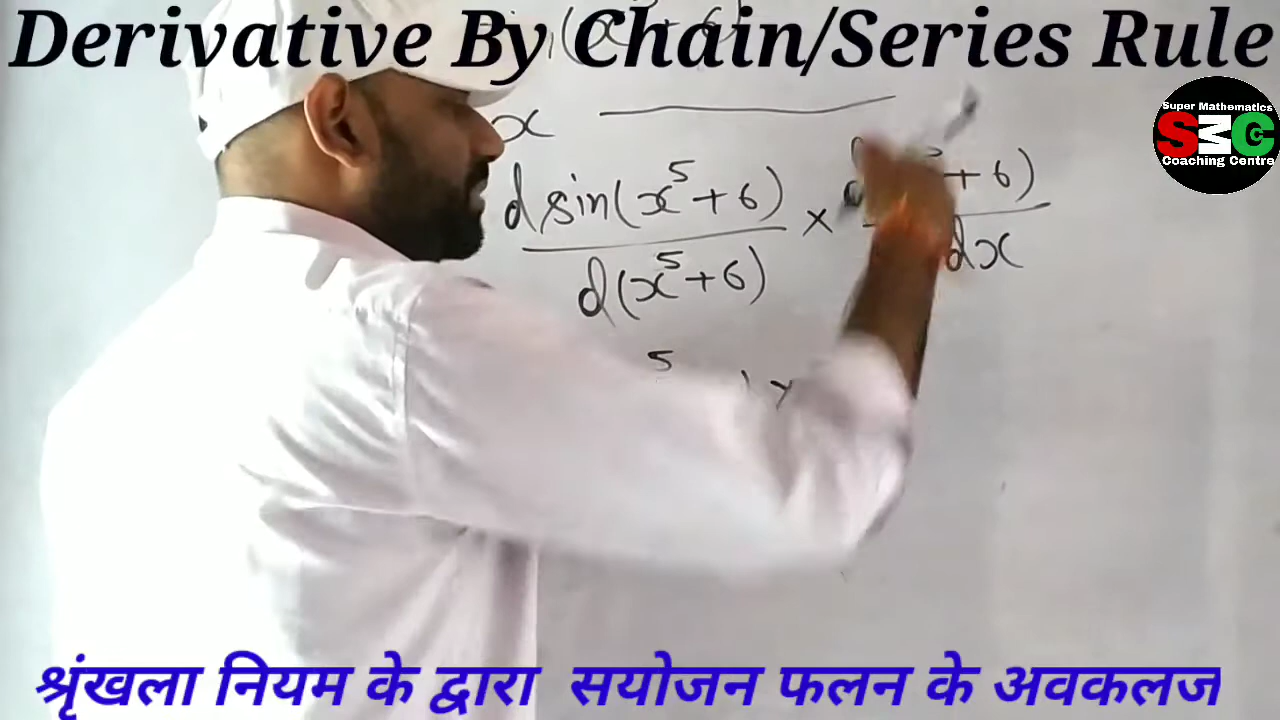 Derivative By Chain/Series Rule
Super Mathematics
SMC
Coaching Centre
x
d sin(x⁵+6) × + 6)
d(x⁵+6) dx
5
श्रृंखला नियम के द्वारा सयोजन फलन के अवकलज